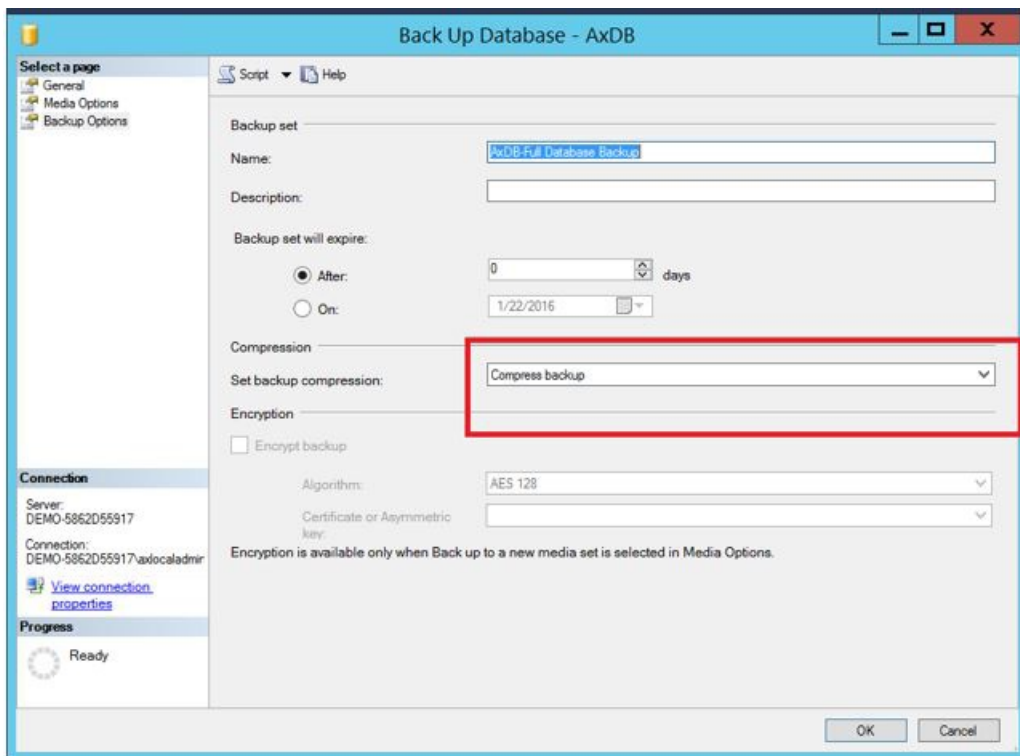 Back Up Database - AxDB
Select a page
General
Media Options
Backup Options
Script Help
Backup set
Name: AxDB-Full Database Backup
Description:
Backup set will expire:
After: 0 days
On: 1/22/2016
Compression
Set backup compression: Compress backup
Encryption
Encrypt backup
Algorithm: AES 128
Certificate or Asymmetric
key:
Encryption is available only when Back up to a new media set is selected in Media Options.
Connection
Server:
DEMO-5862D55917
Connection:
DEMO-5862D55917\axlocaladmir
View connection
properties
Progress
Ready
OK Cancel